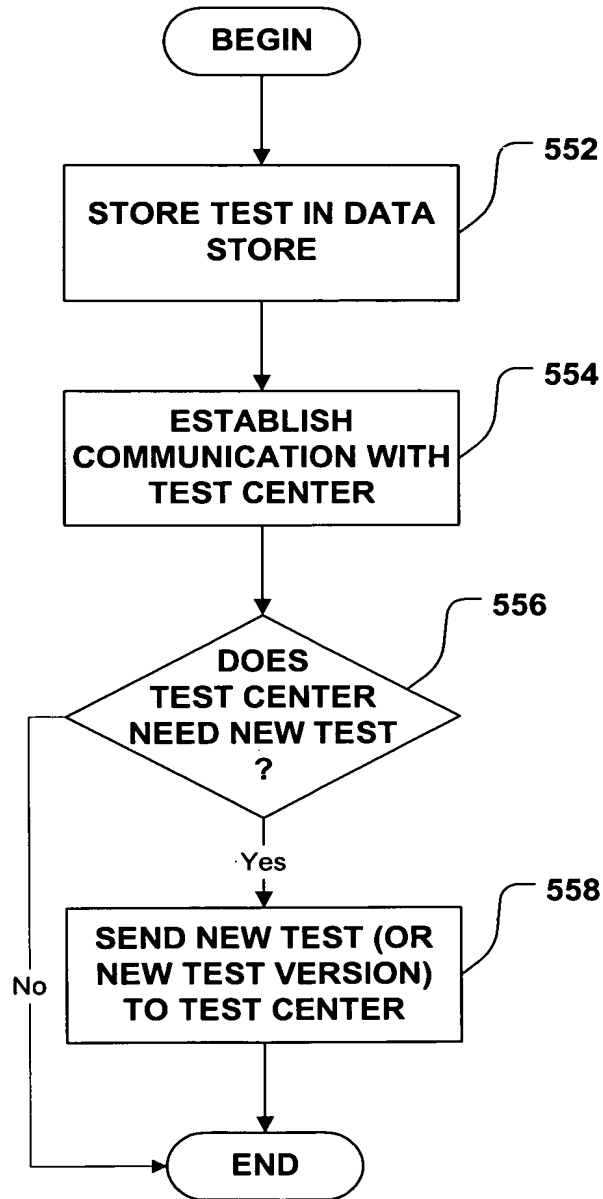 BEGIN
552
STORE TEST IN DATA
STORE
554
ESTABLISH
COMMUNICATION WITH
TEST CENTER
556
DOES
TEST CENTER
NEED NEW TEST
?
Yes
558
SEND NEW TEST (OR
NEW TEST VERSION)
TO TEST CENTER
No
END